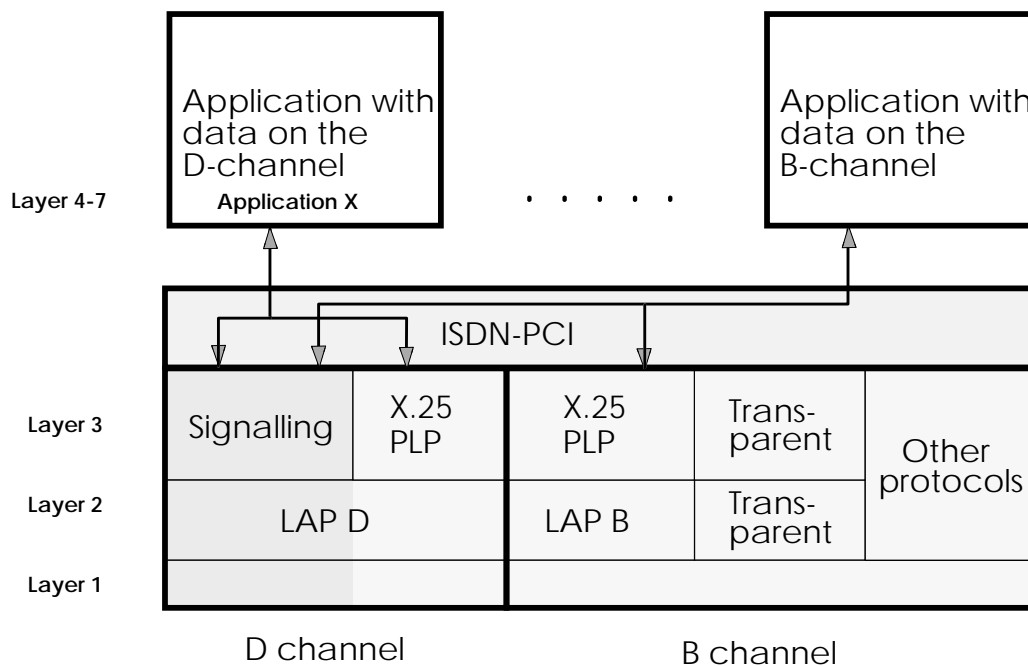 Application with
data on the
D-channel
Application X
Application with
data on the
B-channel
Layer 4-7
. . . . .
ISDN-PCI
Layer 3
Signalling
X.25
PLP
X.25
PLP
Trans-
parent
Other
protocols
Layer 2
LAP D
LAP B
Trans-
parent
Layer 1
D channel
B channel